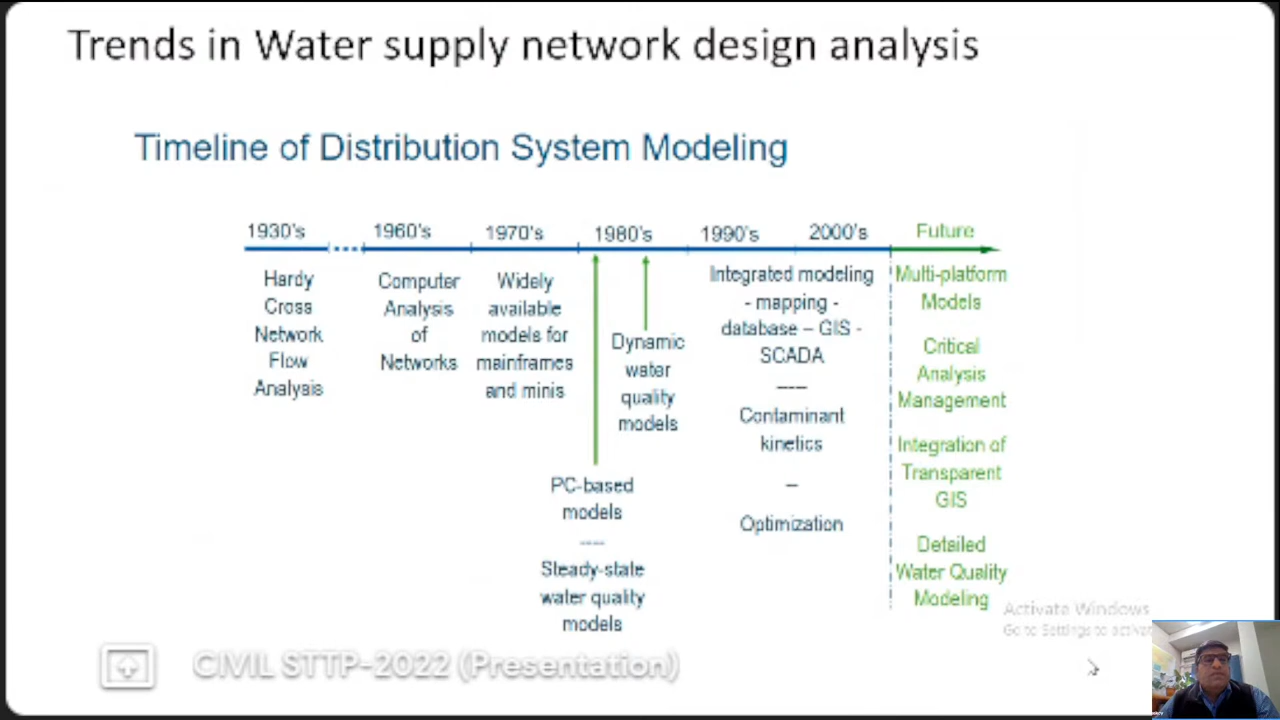 Trends in Water supply network design analysis
Timeline of Distribution System Modeling
1930's
1960's
1970's
1980's
1990's
2000's
Future
Hardy
Cross
Network
Flow
Analysis
Computer
Analysis
of
Networks
Widely
available
models for
mainframes
and minis
PC-based
models
----
Steady-state
water quality
models
Dynamic
water
quality
models
Integrated modeling
- mapping -
database – GIS -
SCADA
----
Contaminant
kinetics
–
Optimization
Multi-platform
Models
Critical
Analysis
Management
Integration of
Transparent
GIS
Detailed
Water Quality
Modeling
Activate Windows
Go to Settings to activa
CIVIL STTP-2022 (Presentation)